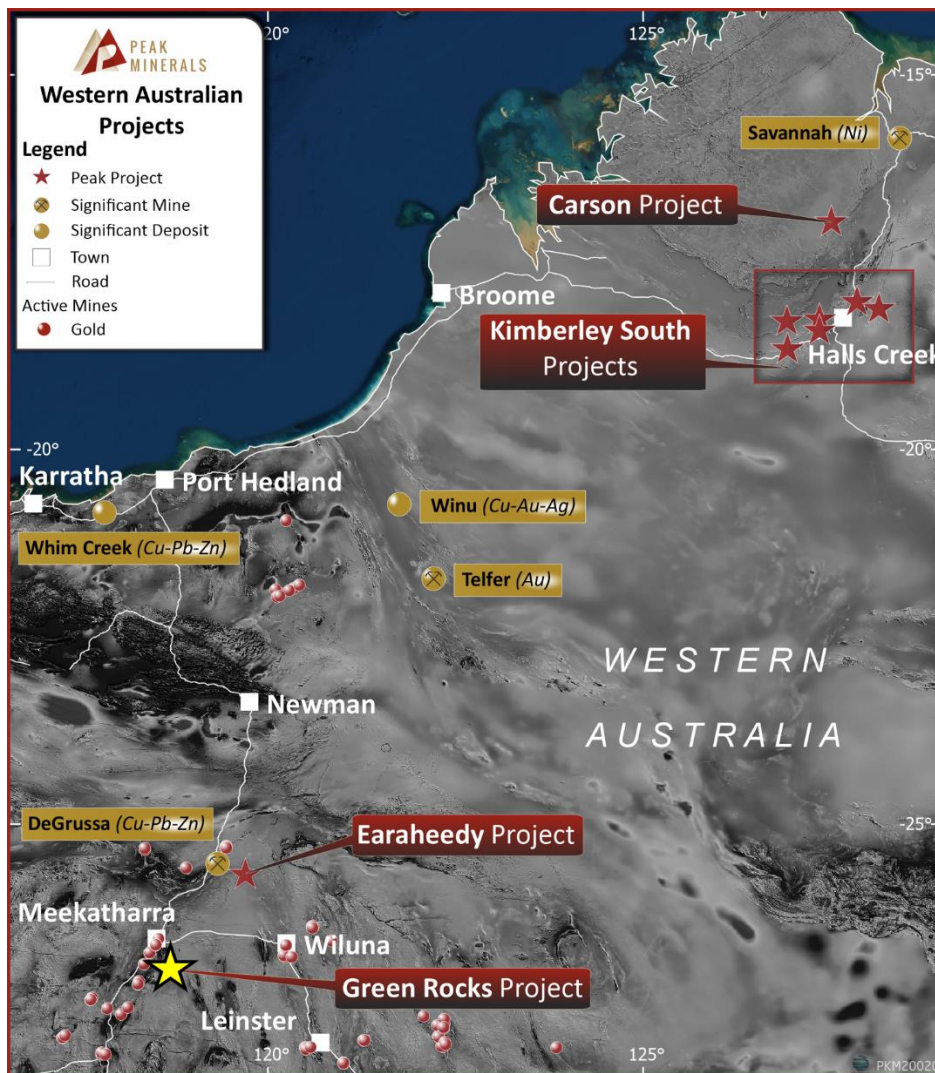 PEAK
MINERALS
Western Australian
Projects
Legend
Peak Project
Significant Mine
Significant Deposit
Town
Road
Active Mines
Gold
20°
125°
-15°
Savannah (Ni)
Carson Project
Broome
Kimberley South
Projects
Halls Creek
-20°
-20°
Karratha
Port Hedland
Winu (Cu-Au-Ag)
Whim Creek (Cu-Pb-Zn)
Telfer (Au)
WESTERN
AUSTRALIA
Newman
DeGrussa (Cu-Pb-Zn)
-25°
-25°
Earaheedy Project
Meekatharra
Wiluna
Green Rocks Project
Leinster
120°
125°
PKM20020